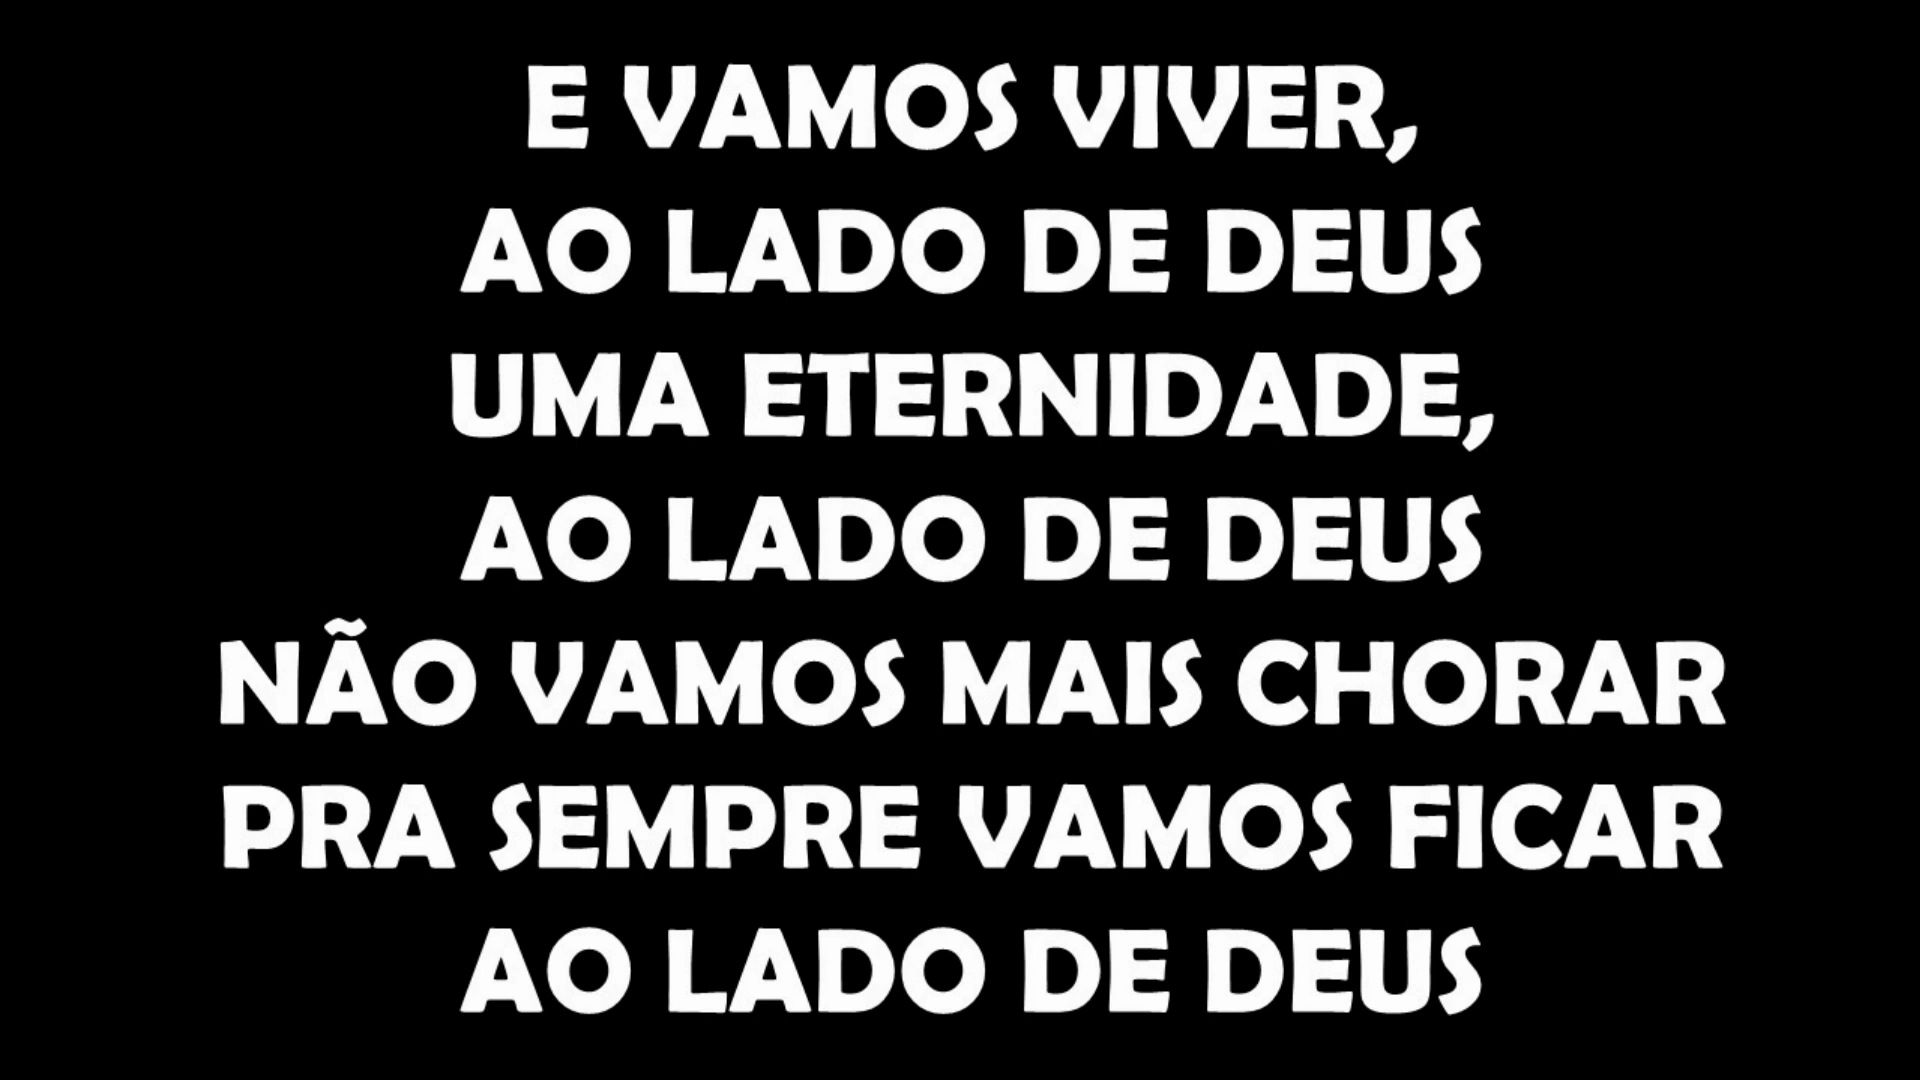 E VAMOS VIVER,
AO LADO DE DEUS
UMA ETERNIDADE,
AO LADO DE DEUS
NÃO VAMOS MAIS CHORAR
PRA SEMPRE VAMOS FICAR
AO LADO DE DEUS